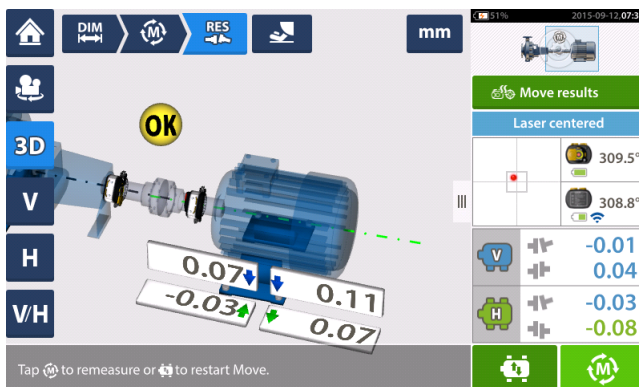 DIM
M
RES
mm
51%
2015-09-12,07:3
Move results
Laser centered
309.5°
308.8°
3D
V
H
V/H
OK
0.07
0.11
-0.03
0.07
V
-0.01
0.04
H
-0.03
-0.08
Tap M to remeasure or to restart Move.
M